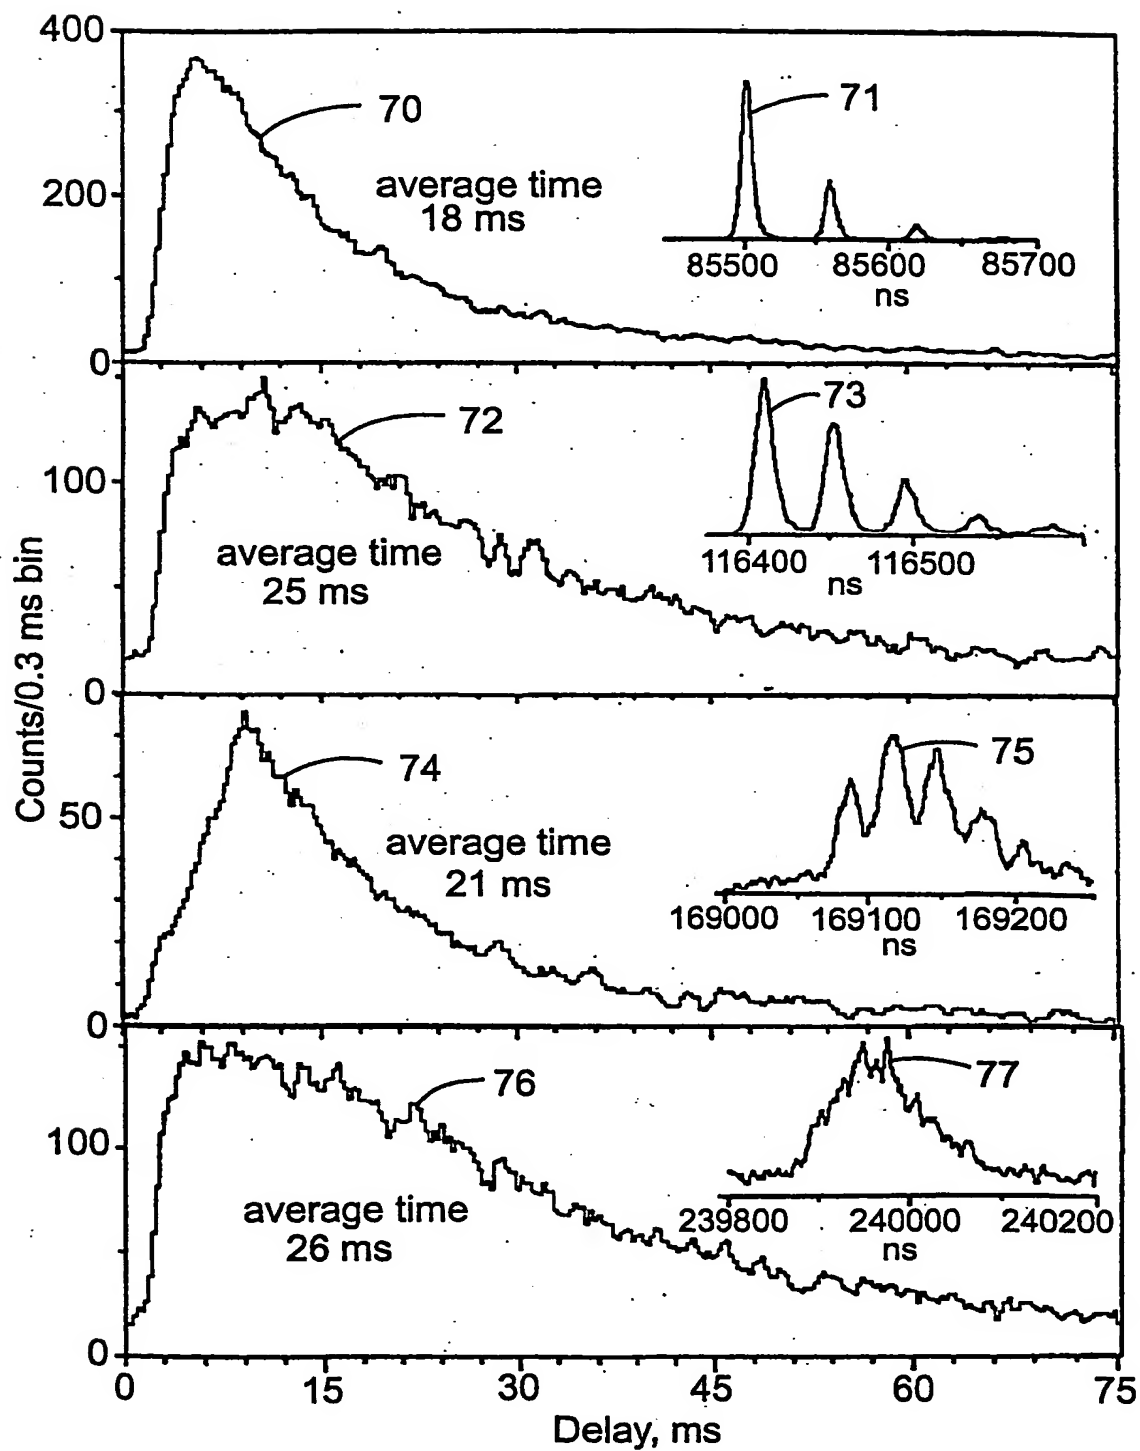 400
200
0
70
average time
18 ms
71
85500 85600 85700
ns
100
0
72
average time
25 ms
73
116400 116500
ns
50
0
74
average time
21 ms
75
169000 169100 169200
ns
100
0
76
average time
26 ms
77
239800 240000 240200
ns
Counts/0.3 ms bin
0 15 30 45 60 75
Delay, ms